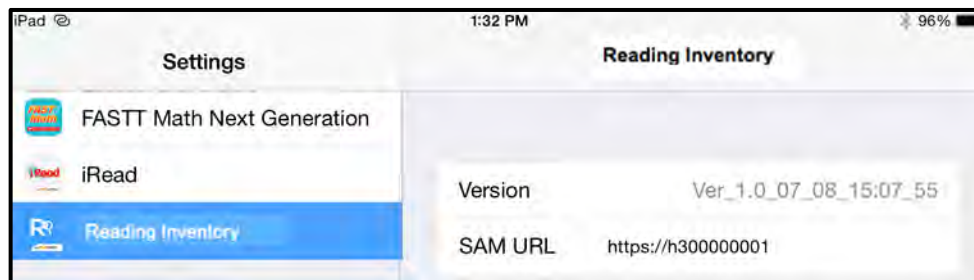 iPad 1:32 PM 96%
Settings
Reading Inventory
FASTT Math Next Generation
iRead
Reading Inventory
Version Ver_1.0_07_08_15:07_55
SAM URL https://h300000001